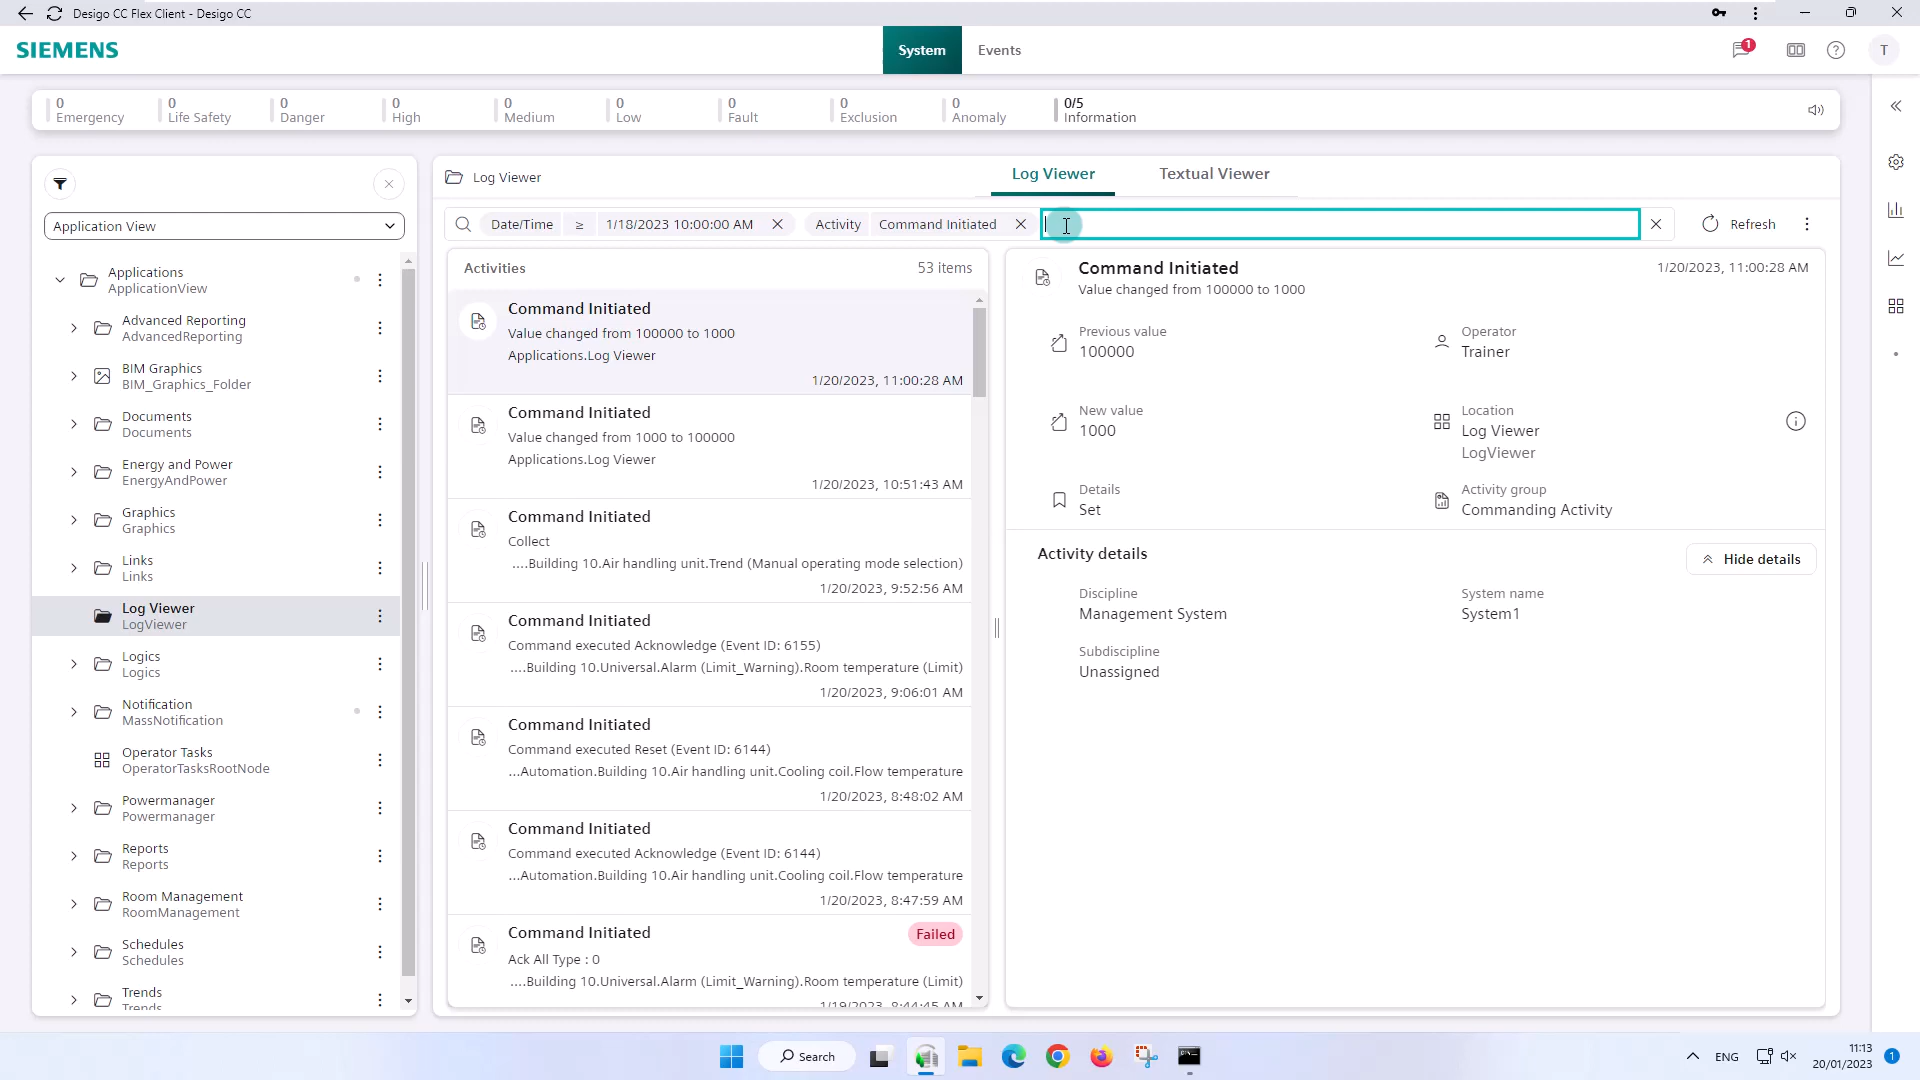 Desigo CC Flex Client - Desigo CC
SIEMENS
System
Events
1
T
0
Emergency
0
Life Safety
0
Danger
0
High
0
Medium
0
Low
0
Fault
0
Exclusion
0
Anomaly
0/5
Information
Application View
Applications
ApplicationView
Advanced Reporting
AdvancedReporting
BIM Graphics
BIM_Graphics_Folder
Documents
Documents
Energy and Power
EnergyAndPower
Graphics
Graphics
Links
Links
Log Viewer
LogViewer
Logics
Logics
Notification
MassNotification
Operator Tasks
OperatorTasksRootNode
Powermanager
Powermanager
Reports
Reports
Room Management
RoomManagement
Schedules
Schedules
Trends
Trends
Log Viewer
Log Viewer
Textual Viewer
Date/Time ≥ 1/18/2023 10:00:00 AM
Activity Command Initiated
Refresh
Activities
53 items
Command Initiated
Value changed from 100000 to 1000
Applications.Log Viewer
1/20/2023, 11:00:28 AM
Command Initiated
Value changed from 1000 to 100000
Applications.Log Viewer
1/20/2023, 10:51:43 AM
Command Initiated
Collect
....Building 10.Air handling unit.Trend (Manual operating mode selection)
1/20/2023, 9:52:56 AM
Command Initiated
Command executed Acknowledge (Event ID: 6155)
....Building 10.Universal.Alarm (Limit_Warning).Room temperature (Limit)
1/20/2023, 9:06:01 AM
Command Initiated
Command executed Reset (Event ID: 6144)
...Automation.Building 10.Air handling unit.Cooling coil.Flow temperature
1/20/2023, 8:48:02 AM
Command Initiated
Command executed Acknowledge (Event ID: 6144)
...Automation.Building 10.Air handling unit.Cooling coil.Flow temperature
1/20/2023, 8:47:59 AM
Command Initiated
Failed
Ack All Type : 0
....Building 10.Universal.Alarm (Limit_Warning).Room temperature (Limit)
1/19/2023, 8:44:45 AM
Command Initiated
1/20/2023, 11:00:28 AM
Value changed from 100000 to 1000
Previous value
100000
Operator
Trainer
New value
1000
Location
Log Viewer
LogViewer
Details
Set
Activity group
Commanding Activity
Activity details
Hide details
Discipline
Management System
System name
System1
Subdiscipline
Unassigned
Search
ENG
11:13
20/01/2023
1